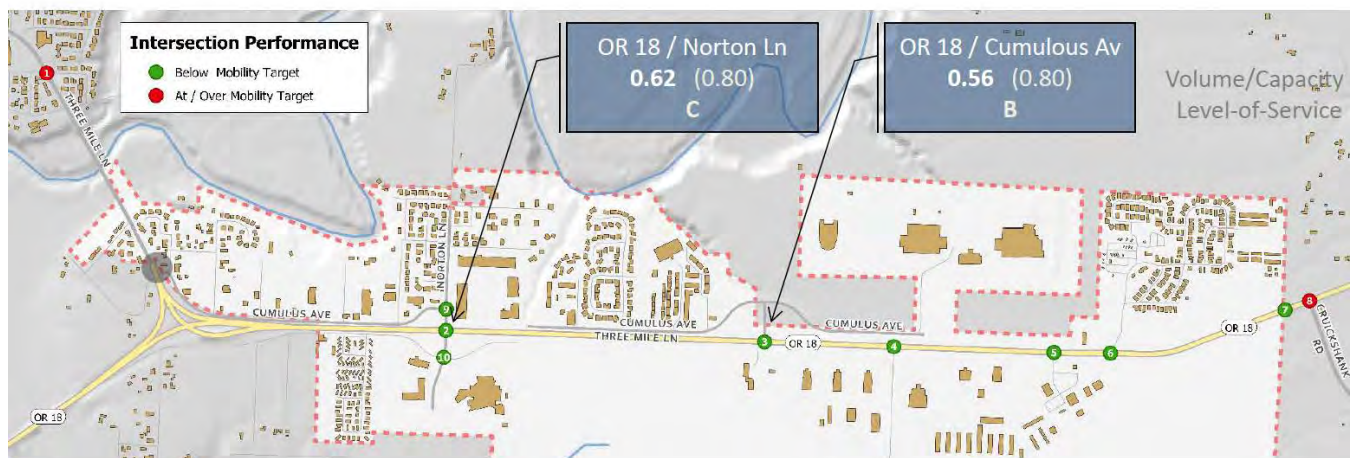 Intersection Performance
Below Mobility Target
At / Over Mobility Target
OR 18 / Norton Ln
0.62 (0.80)
C
OR 18 / Cumulous Av
0.56 (0.80)
B
Volume/Capacity
Level-of-Service
1
THREE MILE LN
NORTON LN
9
CUMULUS AVE
2
10
CUMULUS AVE
THREE MILE LN
3
OR 18
CUMULUS AVE
4
5
6
OR 18
7
8
CRUICKSHANK
RD
OR 18